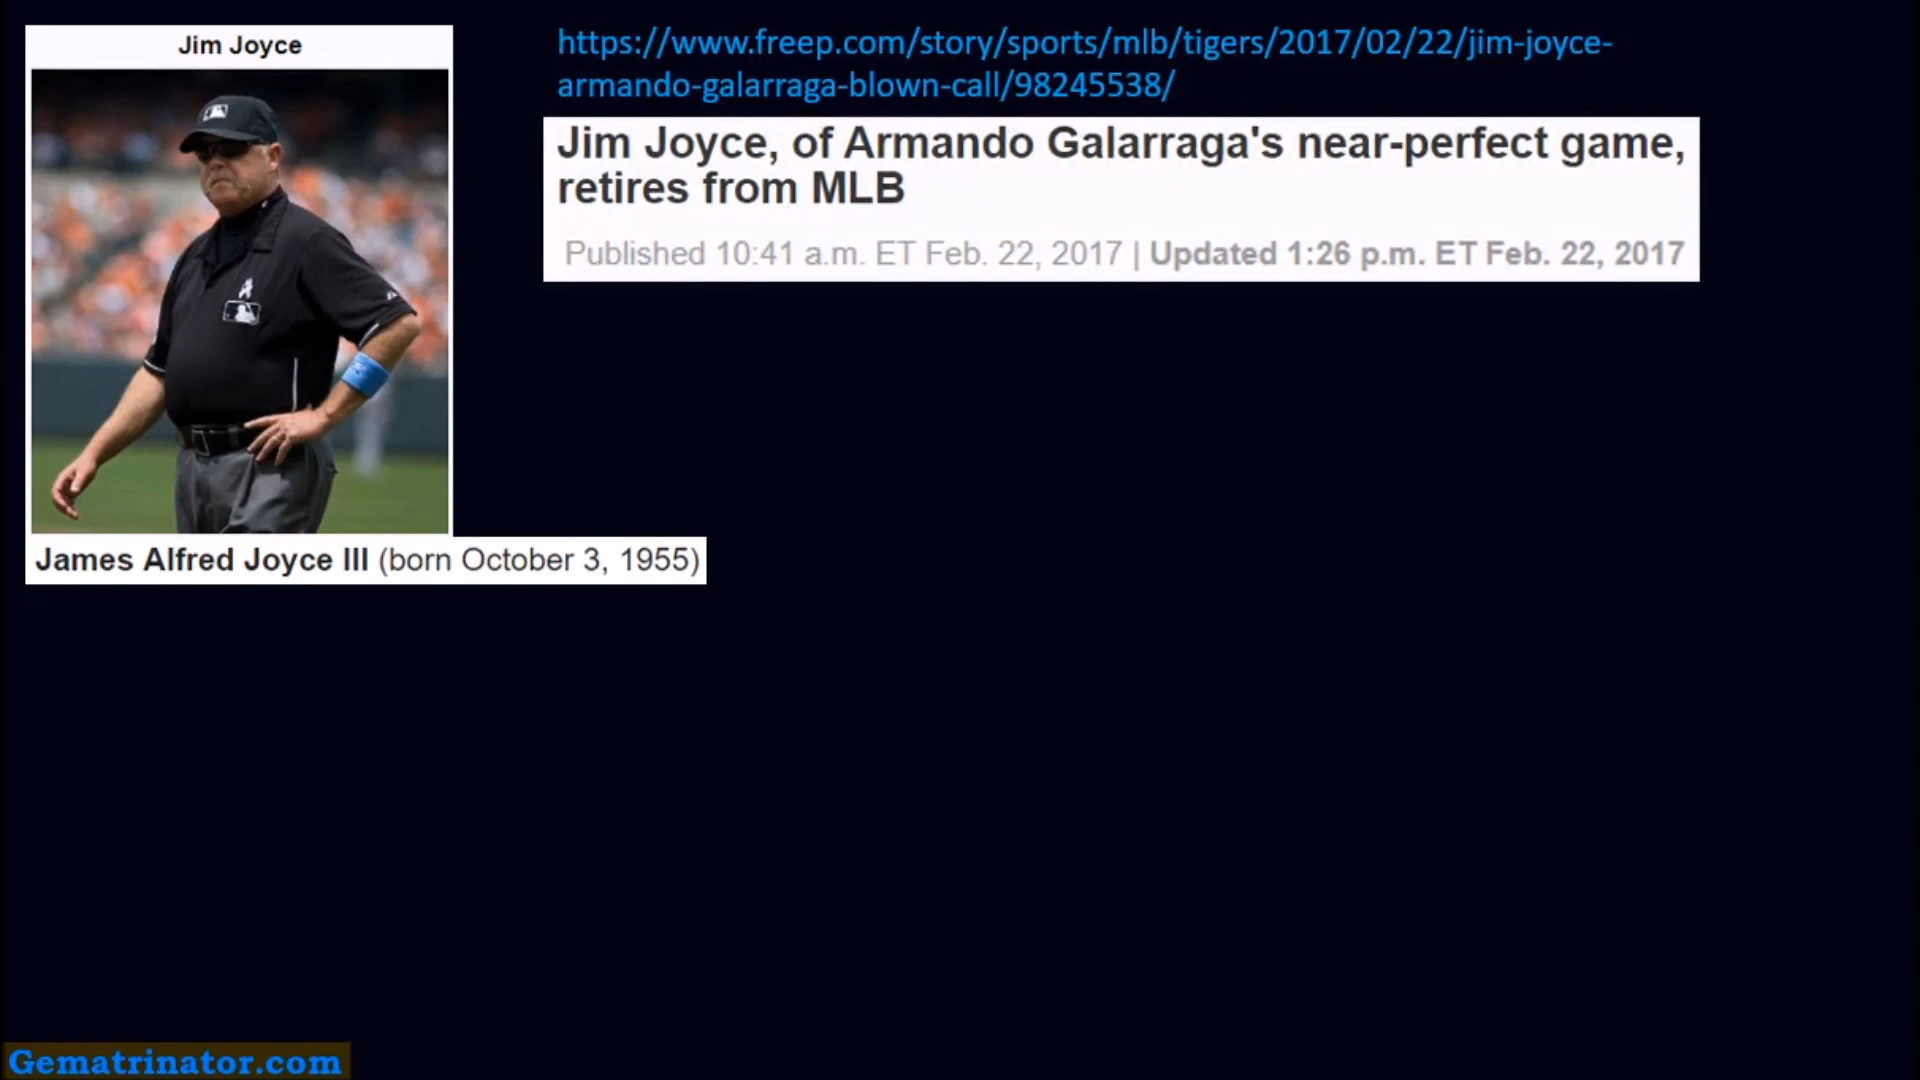 Jim Joyce
James Alfred Joyce III (born October 3, 1955)
https://www.freep.com/story/sports/mlb/tigers/2017/02/22/jim-joyce-
armando-galarraga-blown-call/98245538/
Jim Joyce, of Armando Galarraga's near-perfect game,
retires from MLB
Published 10:41 a.m. ET Feb. 22, 2017 | Updated 1:26 p.m. ET Feb. 22, 2017
Gematrinator.com